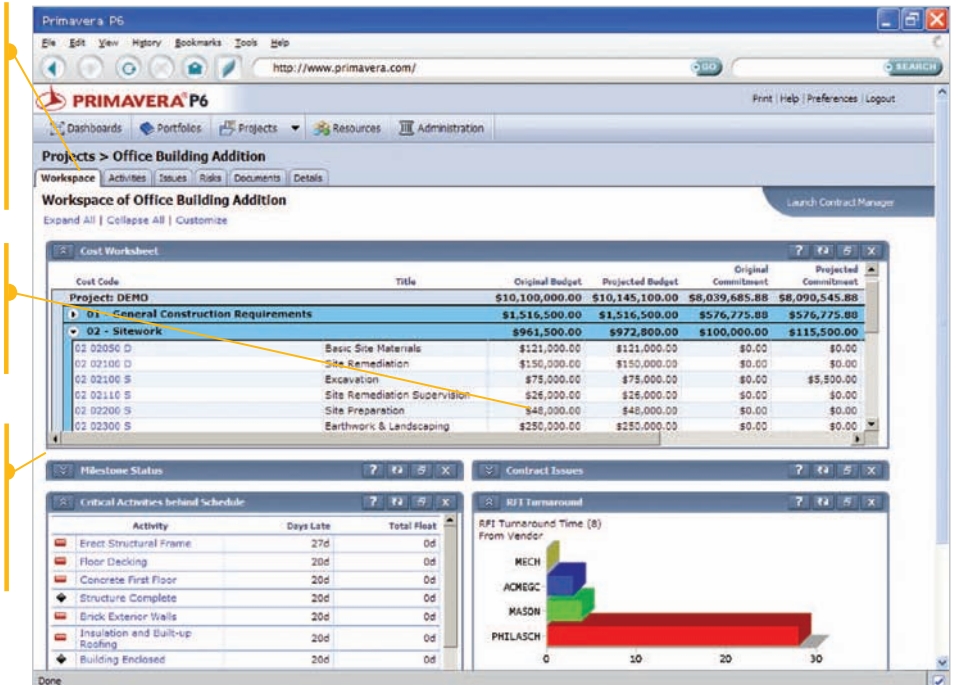 Primavera P6
File Edit View History Bookmarks Tools Help
http://www.primavera.com/ GO SEARCH
PRIMAVERA® P6 Print | Help | Preferences | Logout
Dashboards Portfolios Projects Resources Administration
Projects > Office Building Addition
Workspace Activities Issues Risks Documents Details
Workspace of Office Building Addition Launch Contract Manager
Expand All | Collapse All | Customize
Cost Worksheet
Cost Code Title Original Budget Projected Budget Original Commitment Projected Commitment
Project: DEMO $10,100,000.00 $10,145,100.00 $8,039,685.88 $8,090,545.88
01 - General Construction Requirements $1,516,500.00 $1,516,500.00 $576,775.88 $576,775.88
02 - Sitework $961,500.00 $972,800.00 $100,000.00 $115,500.00
02 02050 D Basic Site Materials $121,000.00 $121,000.00 $0.00 $0.00
02 02100 D Site Remediation $150,000.00 $150,000.00 $0.00 $0.00
02 02100 S Excavation $75,000.00 $75,000.00 $0.00 $5,500.00
02 02110 S Site Remediation Supervision $26,000.00 $26,000.00 $0.00 $0.00
02 02200 S Site Preparation $48,000.00 $48,000.00 $0.00 $0.00
02 02300 S Earthwork & Landscaping $250,000.00 $250,000.00 $0.00 $0.00
Milestone Status
Contract Issues
Critical Activities behind Schedule
Activity Days Late Total Float
Erect Structural Frame 27d 0d
Floor Decking 20d 0d
Concrete First Floor 20d 0d
Structure Complete 20d 0d
Brick Exterior Walls 20d 0d
Insulation and Built-up
Roofing 20d 0d
Building Enclosed 20d 0d
RFI Turnaround
RFI Turnaround Time (8)
From Vendor
MECH
ACMEGC
MASON
PHILASCH
0 10 20 30
Done